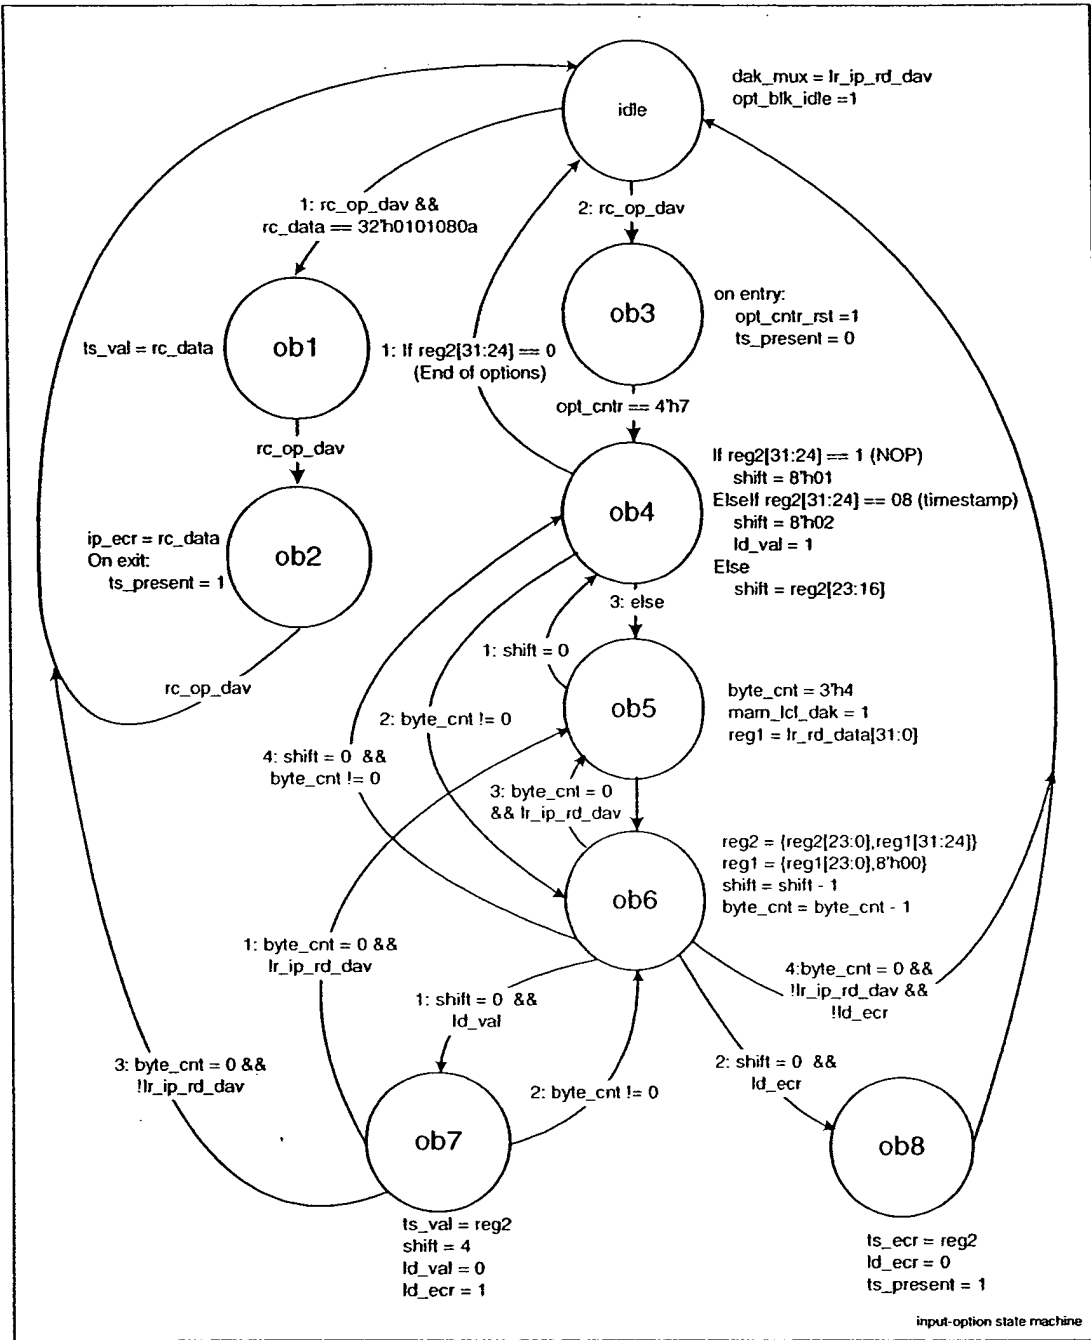 idle
dak_mux = lr_ip_rd_dav
opt_blk_idle =1
1: rc_op_dav &&
rc_data == 32'h0101080a
2: rc_op_dav
ob1
ts_val = rc_data
ob3
on entry:
opt_cntr_rst =1
ts_present = 0
1: If reg2[31:24] == 0
(End of options)
opt_cntr == 4'h7
rc_op_dav
ob2
ip_ecr = rc_data
On exit:
ts_present = 1
rc_op_dav
ob4
If reg2[31:24] == 1 (NOP)
shift = 8'h01
ElseIf reg2[31:24] == 08 (timestamp)
shift = 8'h02
ld_val = 1
Else
shift = reg2[23:16]
3: else
1: shift = 0
ob5
byte_cnt = 3'h4
mam_lcl_dak = 1
reg1 = lr_rd_data[31:0]
2: byte_cnt != 0
4: shift = 0 &&
byte_cnt != 0
3: byte_cnt = 0
&& lr_ip_rd_dav
ob6
reg2 = {reg2[23:0],reg1[31:24]}
reg1 = {reg1[23:0],8'h00}
shift = shift - 1
byte_cnt = byte_cnt - 1
1: byte_cnt = 0 &&
lr_ip_rd_dav
1: shift = 0 &&
ld_val
4:byte_cnt = 0 &&
!lr_ip_rd_dav &&
!ld_ecr
3: byte_cnt = 0 &&
!lr_ip_rd_dav
2: byte_cnt != 0
2: shift = 0 &&
ld_ecr
ob7
ts_val = reg2
shift = 4
ld_val = 0
ld_ecr = 1
ob8
ts_ecr = reg2
ld_ecr = 0
ts_present = 1
input-option state machine